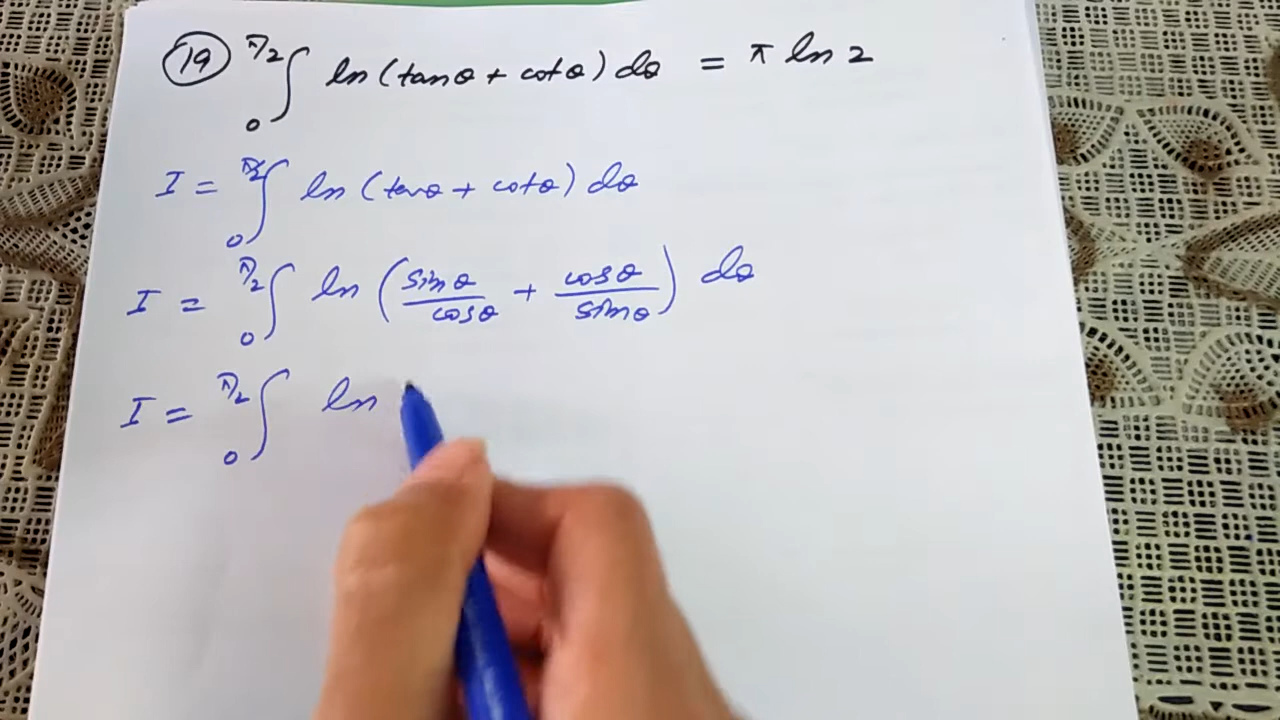 (19) ∫₀^{π/2} ln(tanθ + cotθ) dθ = π ln 2
I = ∫₀^{π/2} ln(tanθ + cotθ) dθ
I = ∫₀^{π/2} ln(sinθ/cosθ + cosθ/sinθ) dθ
I = ∫₀^{π/2} ln